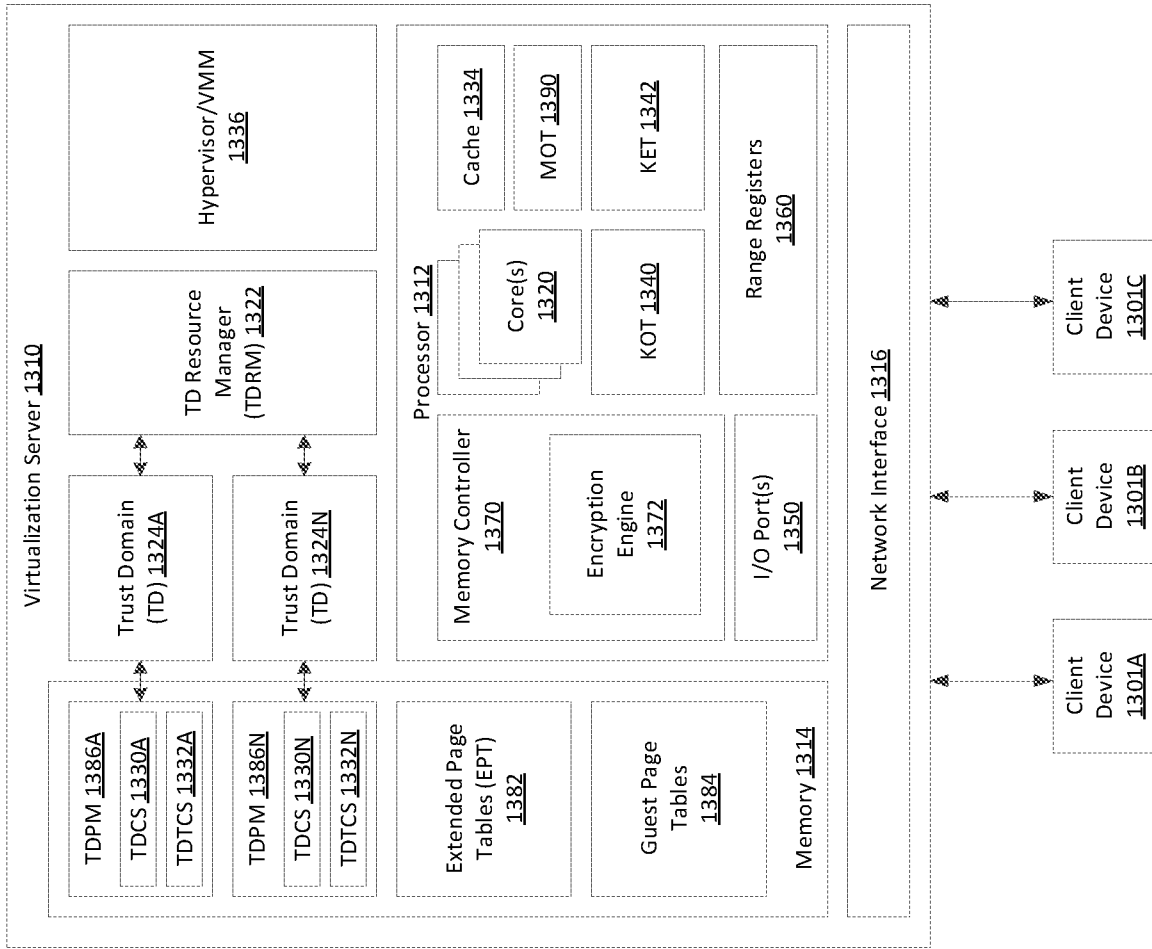 Virtualization Server 1310
TDPM 1386A
TDCS 1330A
TDTCS 1332A
Trust Domain
(TD) 1324A
TD Resource
Manager
(TDRM) 1322
Hypervisor/VMM
1336
TDPM 1386N
TDCS 1330N
TDTCS 1332N
Trust Domain
(TD) 1324N
Extended Page
Tables (EPT)
1382
Guest Page
Tables
1384
Memory 1314
Processor 1312
Memory Controller
1370
Encryption
Engine
1372
I/O Port(s)
1350
Core(s)
1320
Cache 1334
MOT 1390
KOT 1340
KET 1342
Range Registers
1360
Network Interface 1316
Client
Device
1301A
Client
Device
1301B
Client
Device
1301C